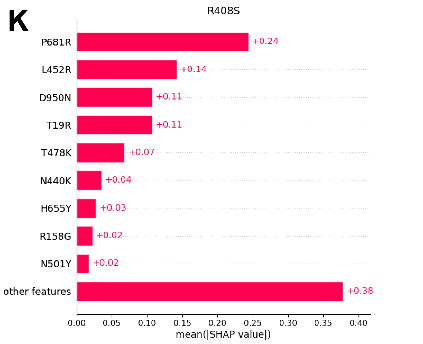 K
R408S
P681R +0.24
L452R +0.14
D950N +0.11
T19R +0.11
T478K +0.07
N440K +0.04
H655Y +0.03
R158G +0.02
N501Y +0.02
other features +0.38
0.00 0.05 0.10 0.15 0.20 0.25 0.30 0.35 0.40
mean(|SHAP value|)